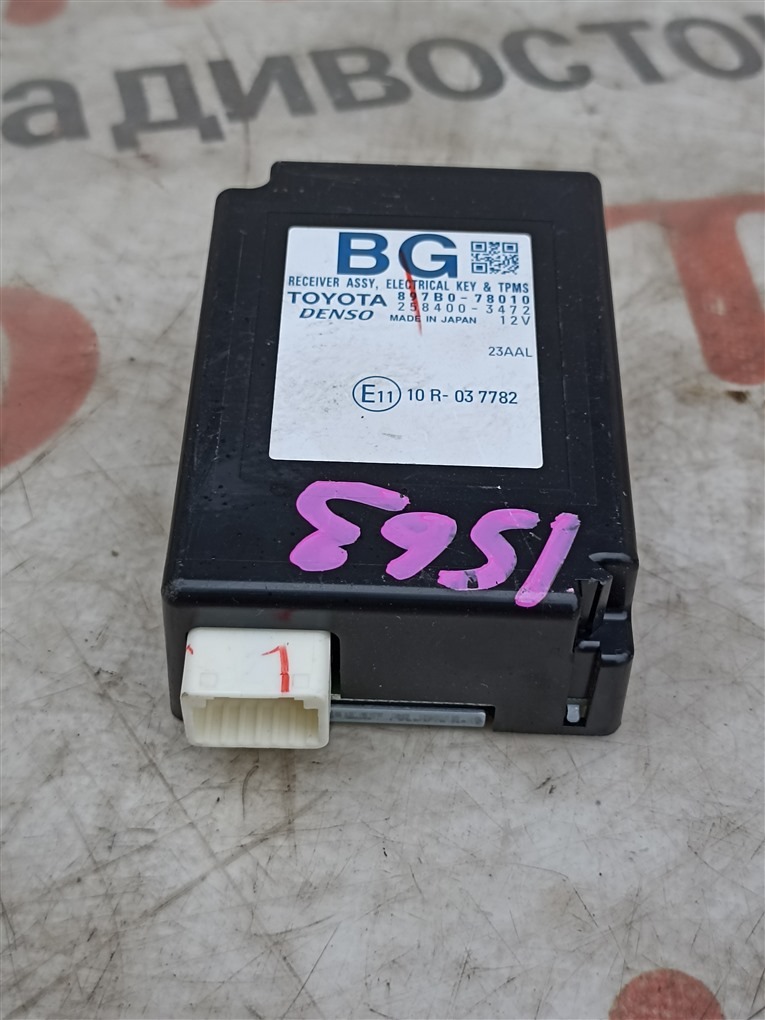 адивосто
BG
RECEIVER ASSY, ELECTRICAL KEY & TPMS
TOYOTA 897B0-78010
DENSO 258400-3472
MADE IN JAPAN 12V
23AAL
E11 10 R- 03 7782
1563
1